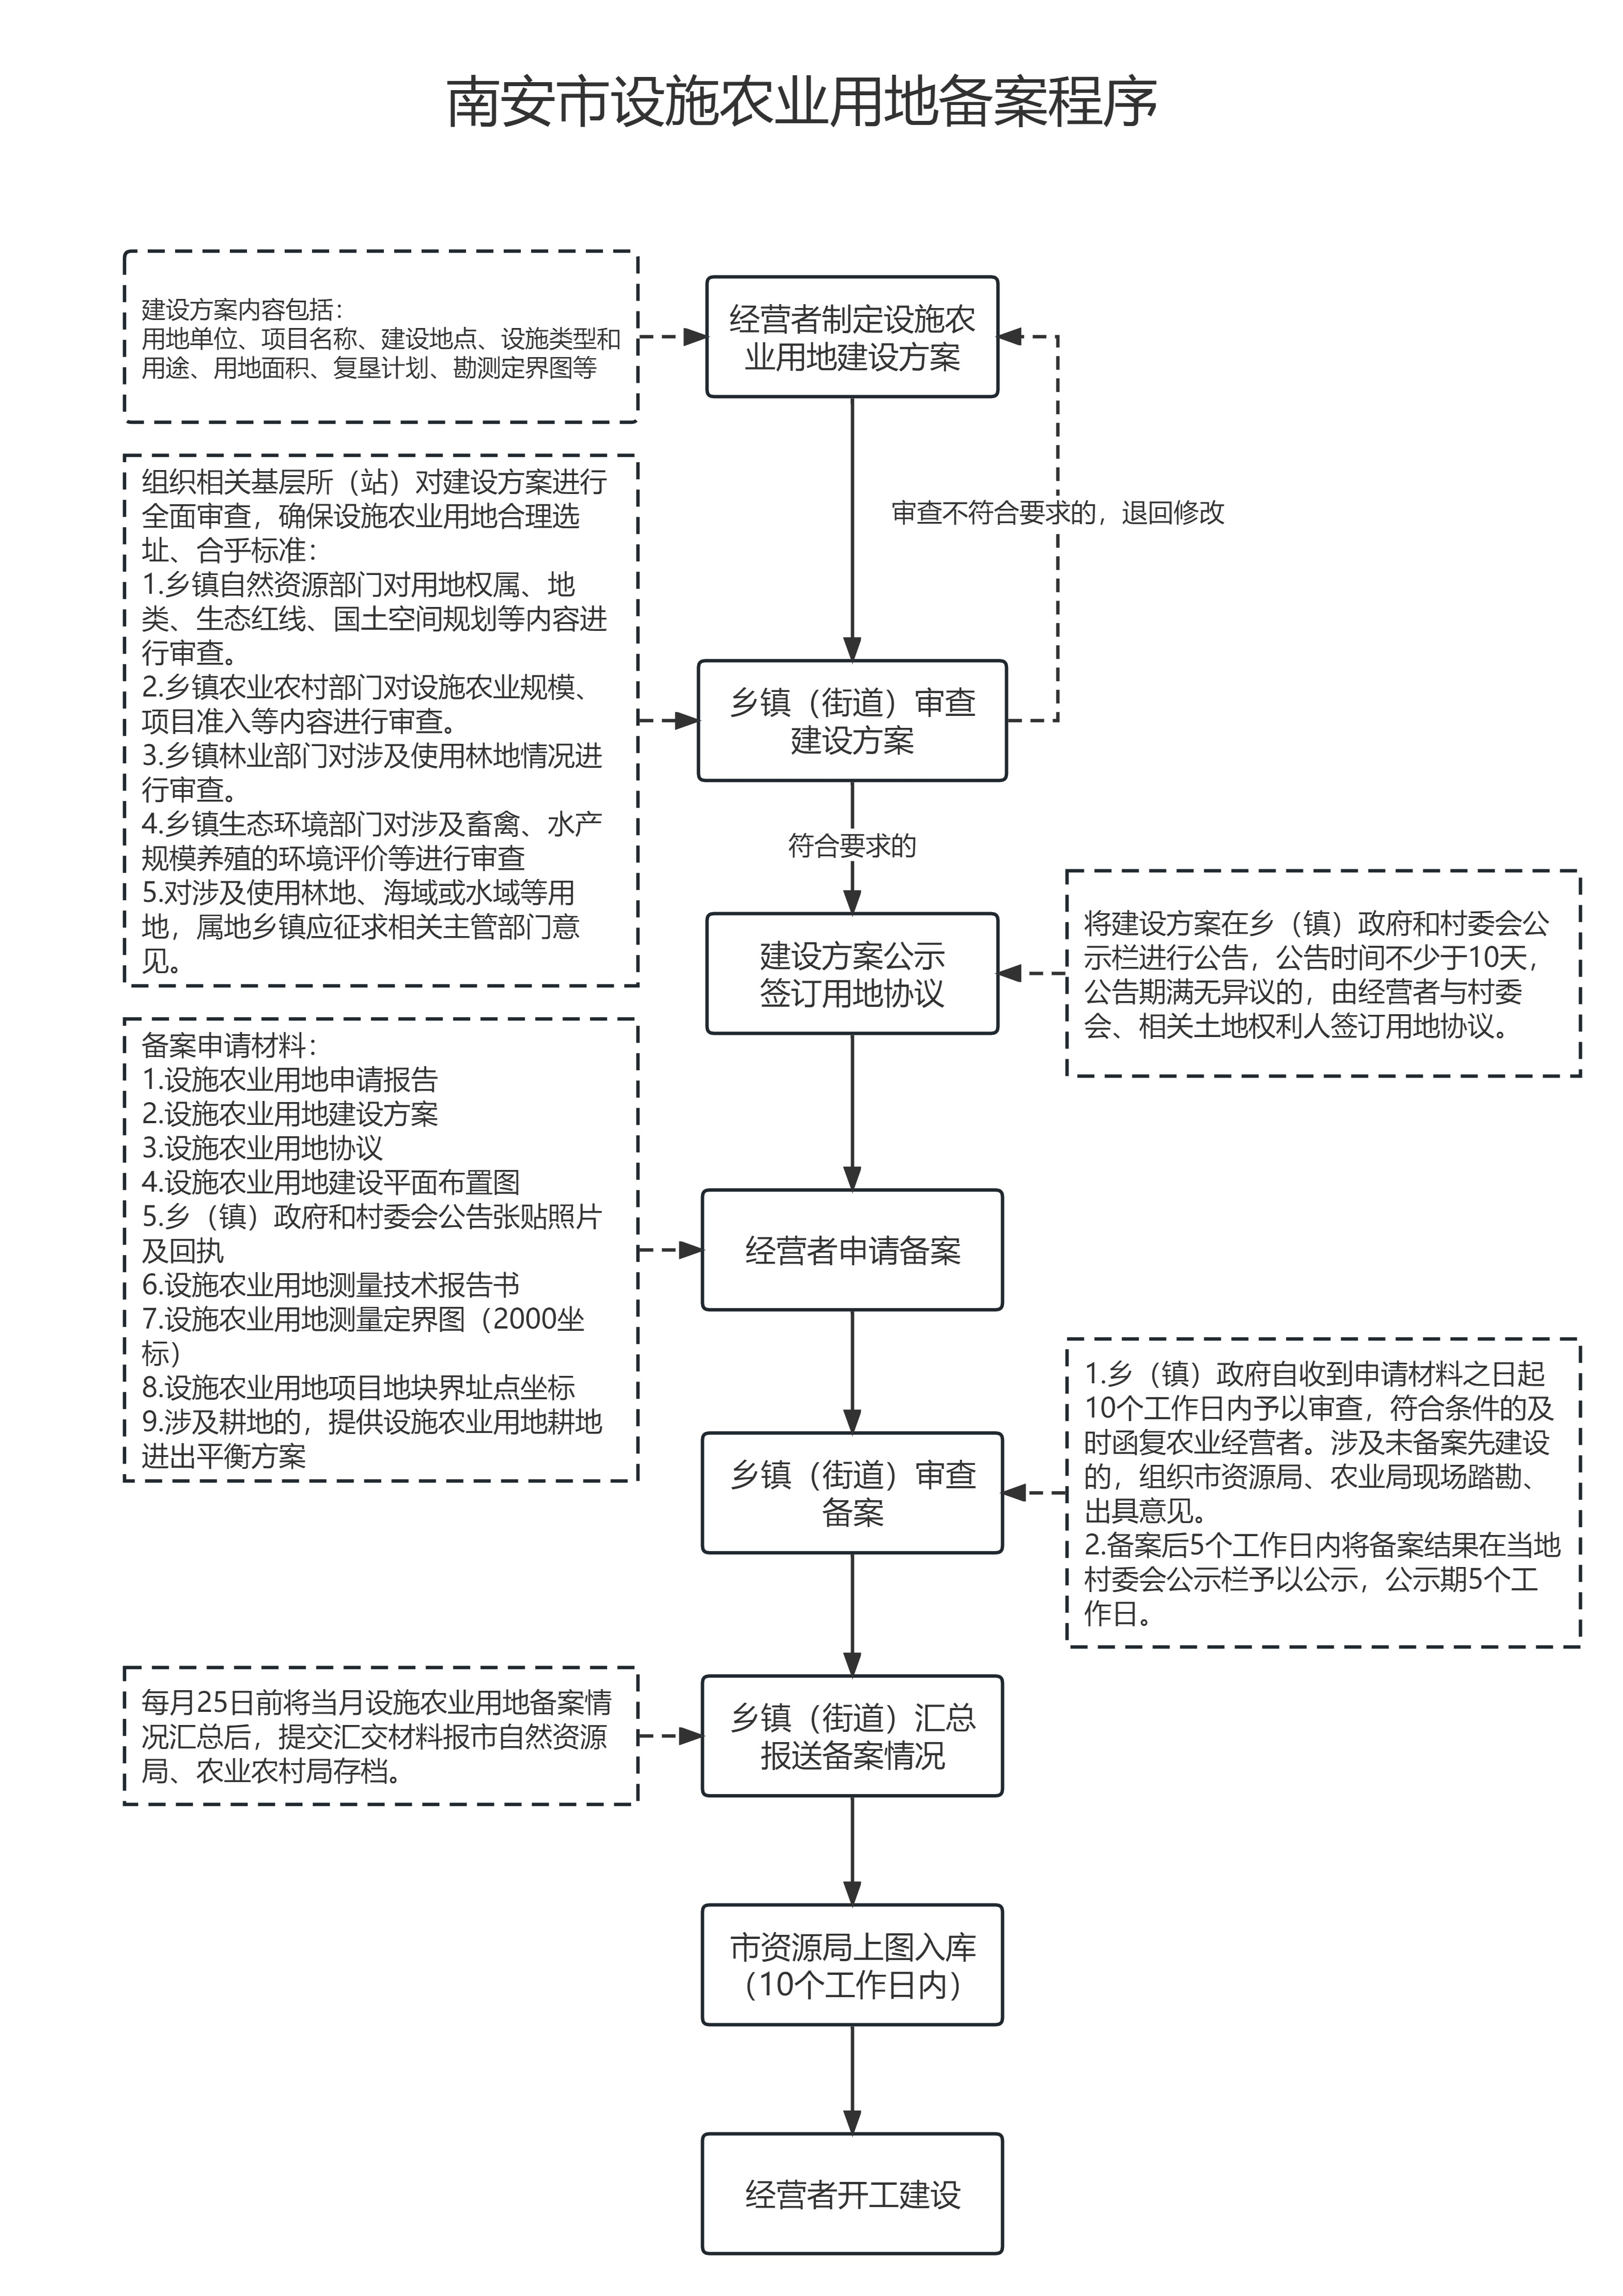 南安市设施农业用地备案程序
建设方案内容包括：
用地单位、项目名称、建设地点、设施类型和
用途、用地面积、复垦计划、勘测定界图等
经营者制定设施农
业用地建设方案
组织相关基层所（站）对建设方案进行
全面审查，确保设施农业用地合理选
址、合乎标准：
1.乡镇自然资源部门对用地权属、地
类、生态红线、国土空间规划等内容进
行审查。
2.乡镇农业农村部门对设施农业规模、
项目准入等内容进行审查。
3.乡镇林业部门对涉及使用林地情况进
行审查。
4.乡镇生态环境部门对涉及畜禽、水产
规模养殖的环境评价等进行审查
5.对涉及使用林地、海域或水域等用
地，属地乡镇应征求相关主管部门意
见。
审查不符合要求的，退回修改
乡镇（街道）审查
建设方案
符合要求的
建设方案公示
签订用地协议
将建设方案在乡（镇）政府和村委会公
示栏进行公告，公告时间不少于10天，
公告期满无异议的，由经营者与村委
会、相关土地权利人签订用地协议。
备案申请材料：
1.设施农业用地申请报告
2.设施农业用地建设方案
3.设施农业用地协议
4.设施农业用地建设平面布置图
5.乡（镇）政府和村委会公告张贴照片
及回执
6.设施农业用地测量技术报告书
7.设施农业用地测量定界图（2000坐
标）
8.设施农业用地项目地块界址点坐标
9.涉及耕地的，提供设施农业用地耕地
进出平衡方案
经营者申请备案
乡镇（街道）审查
备案
1.乡（镇）政府自收到申请材料之日起
10个工作日内予以审查，符合条件的及
时函复农业经营者。涉及未备案先建设
的，组织市资源局、农业局现场踏勘、
出具意见。
2.备案后5个工作日内将备案结果在当地
村委会公示栏予以公示，公示期5个工
作日。
每月25日前将当月设施农业用地备案情
况汇总后，提交汇交材料报市自然资源
局、农业农村局存档。
乡镇（街道）汇总
报送备案情况
市资源局上图入库
（10个工作日内）
经营者开工建设